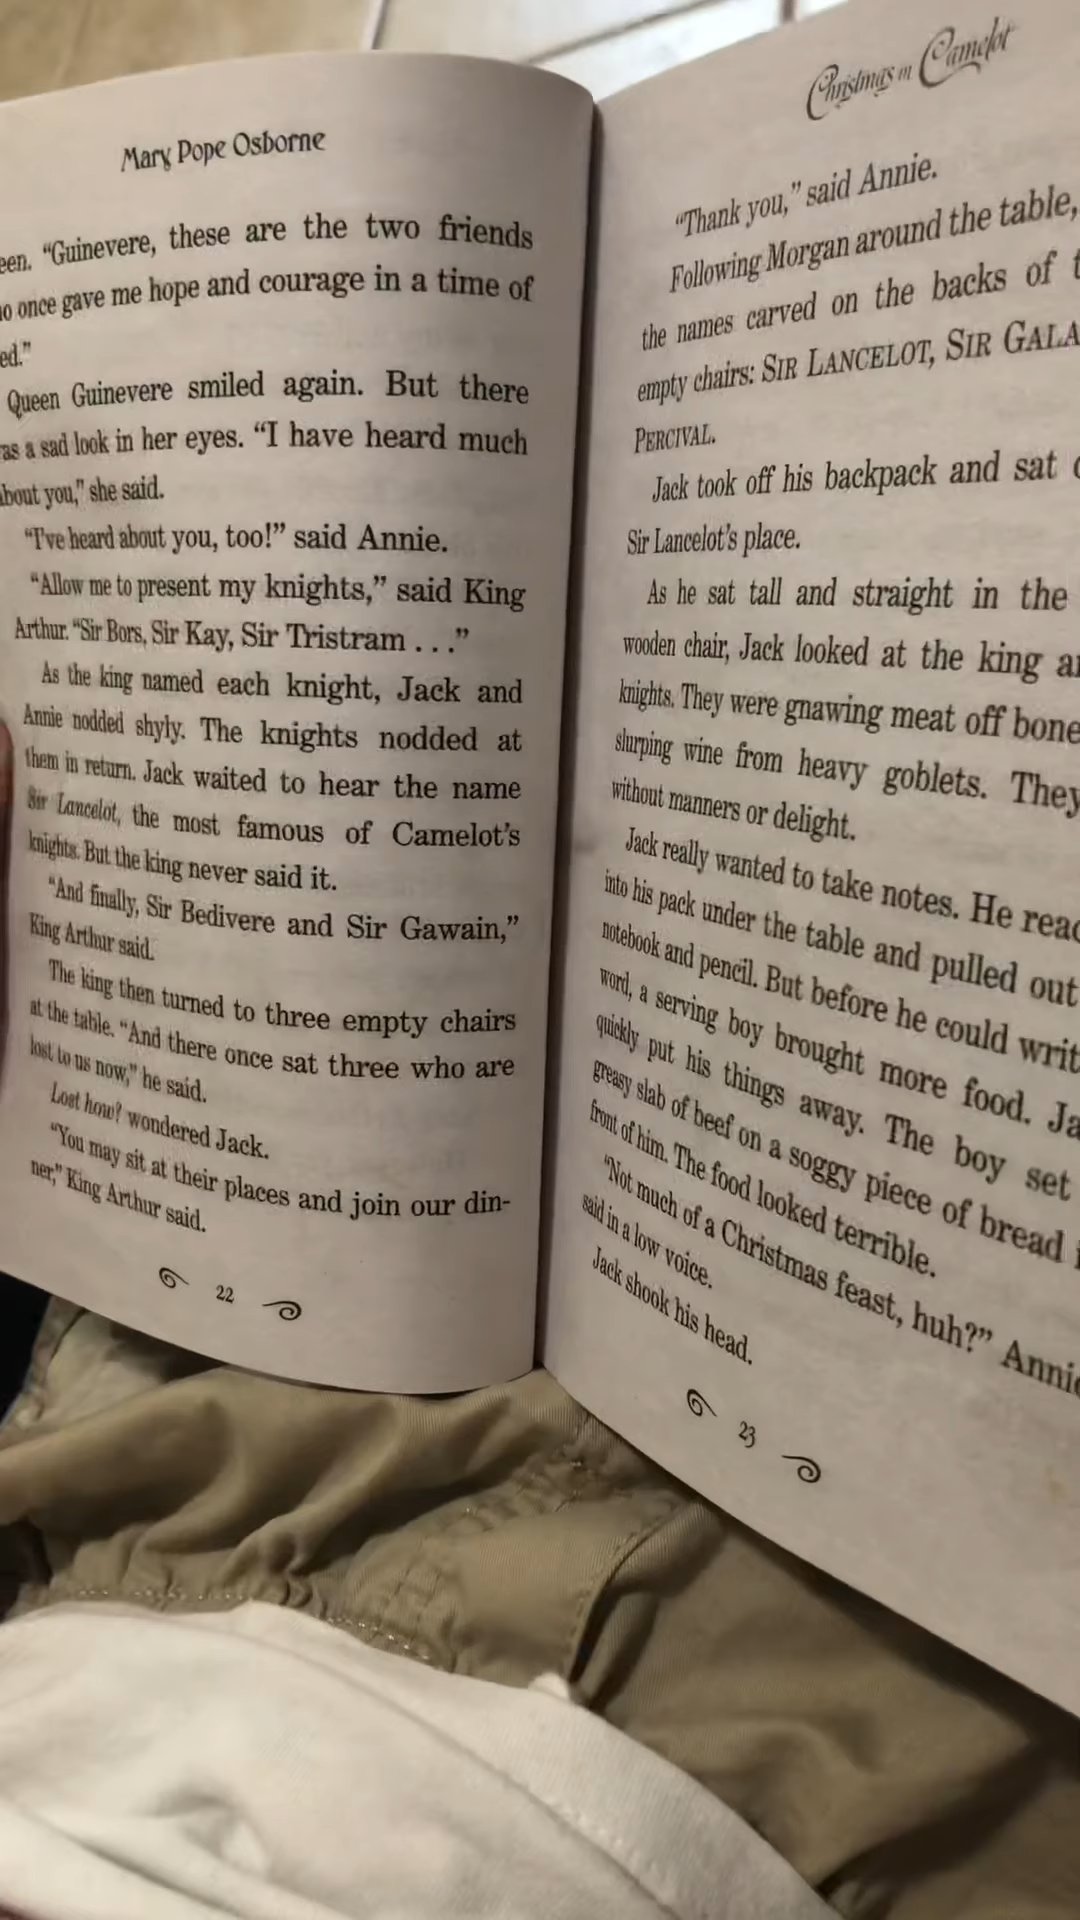 Mary Pope Osborne
een. “Guinevere, these are the two friends
o once gave me hope and courage in a time of
ed.”
Queen Guinevere smiled again. But there
as a sad look in her eyes. “I have heard much
bout you,” she said.
“I’ve heard about you, too!” said Annie.
“Allow me to present my knights,” said King
Arthur. “Sir Bors, Sir Kay, Sir Tristram . . .”
As the king named each knight, Jack and
Annie nodded shyly. The knights nodded at
them in return. Jack waited to hear the name
Sir Lancelot, the most famous of Camelot’s
knights. But the king never said it.
“And finally, Sir Bedivere and Sir Gawain,”
King Arthur said.
The king then turned to three empty chairs
at the table. “And there once sat three who are
lost to us now,” he said.
Lost how? wondered Jack.
“You may sit at their places and join our din-
ner,” King Arthur said.
22
Christmas in Camelot
“Thank you,” said Annie.
Following Morgan around the table,
the names carved on the backs of t
empty chairs: SIR LANCELOT, SIR GALA
PERCIVAL.
Jack took off his backpack and sat
Sir Lancelot’s place.
As he sat tall and straight in the
wooden chair, Jack looked at the king a
knights. They were gnawing meat off bone
slurping wine from heavy goblets. They
without manners or delight.
Jack really wanted to take notes. He reac
into his pack under the table and pulled out
notebook and pencil. But before he could writ
word, a serving boy brought more food. Ja
quickly put his things away. The boy set
greasy slab of beef on a soggy piece of bread
front of him. The food looked terrible.
“Not much of a Christmas feast, huh?” Annie
said in a low voice.
Jack shook his head.
23